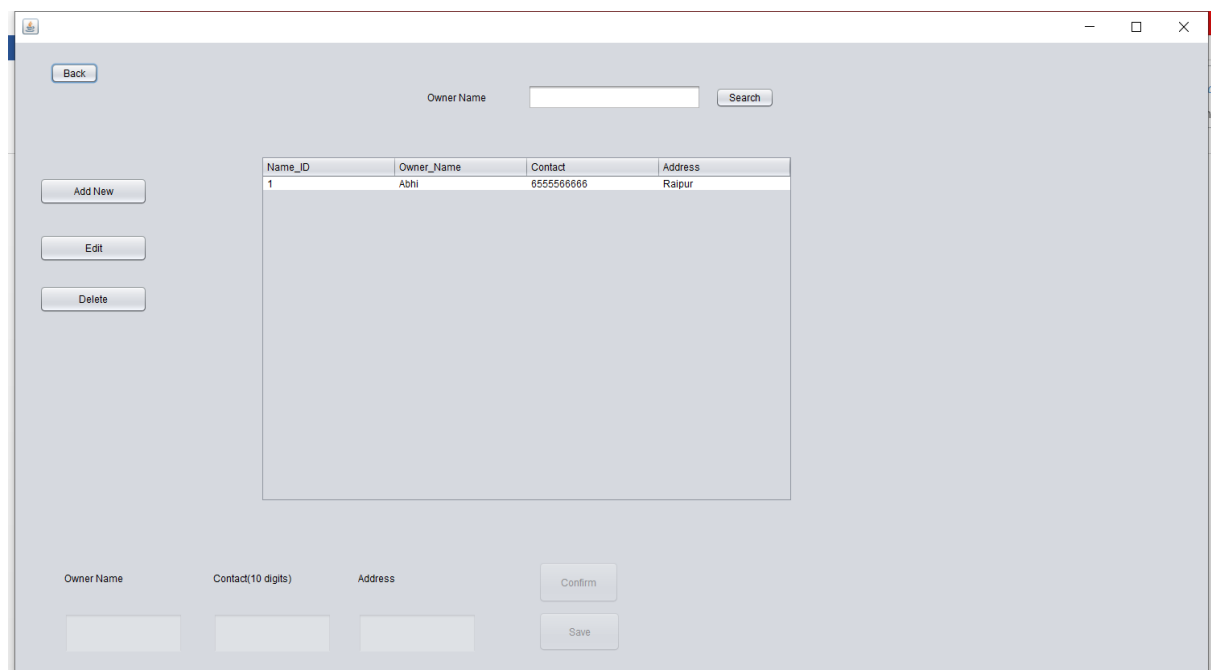 Back
Owner Name Search
Name_ID Owner_Name Contact Address
1 Abhi 6555566666 Raipur
Add New
Edit
Delete
Owner Name Contact(10 digits) Address Confirm
Save